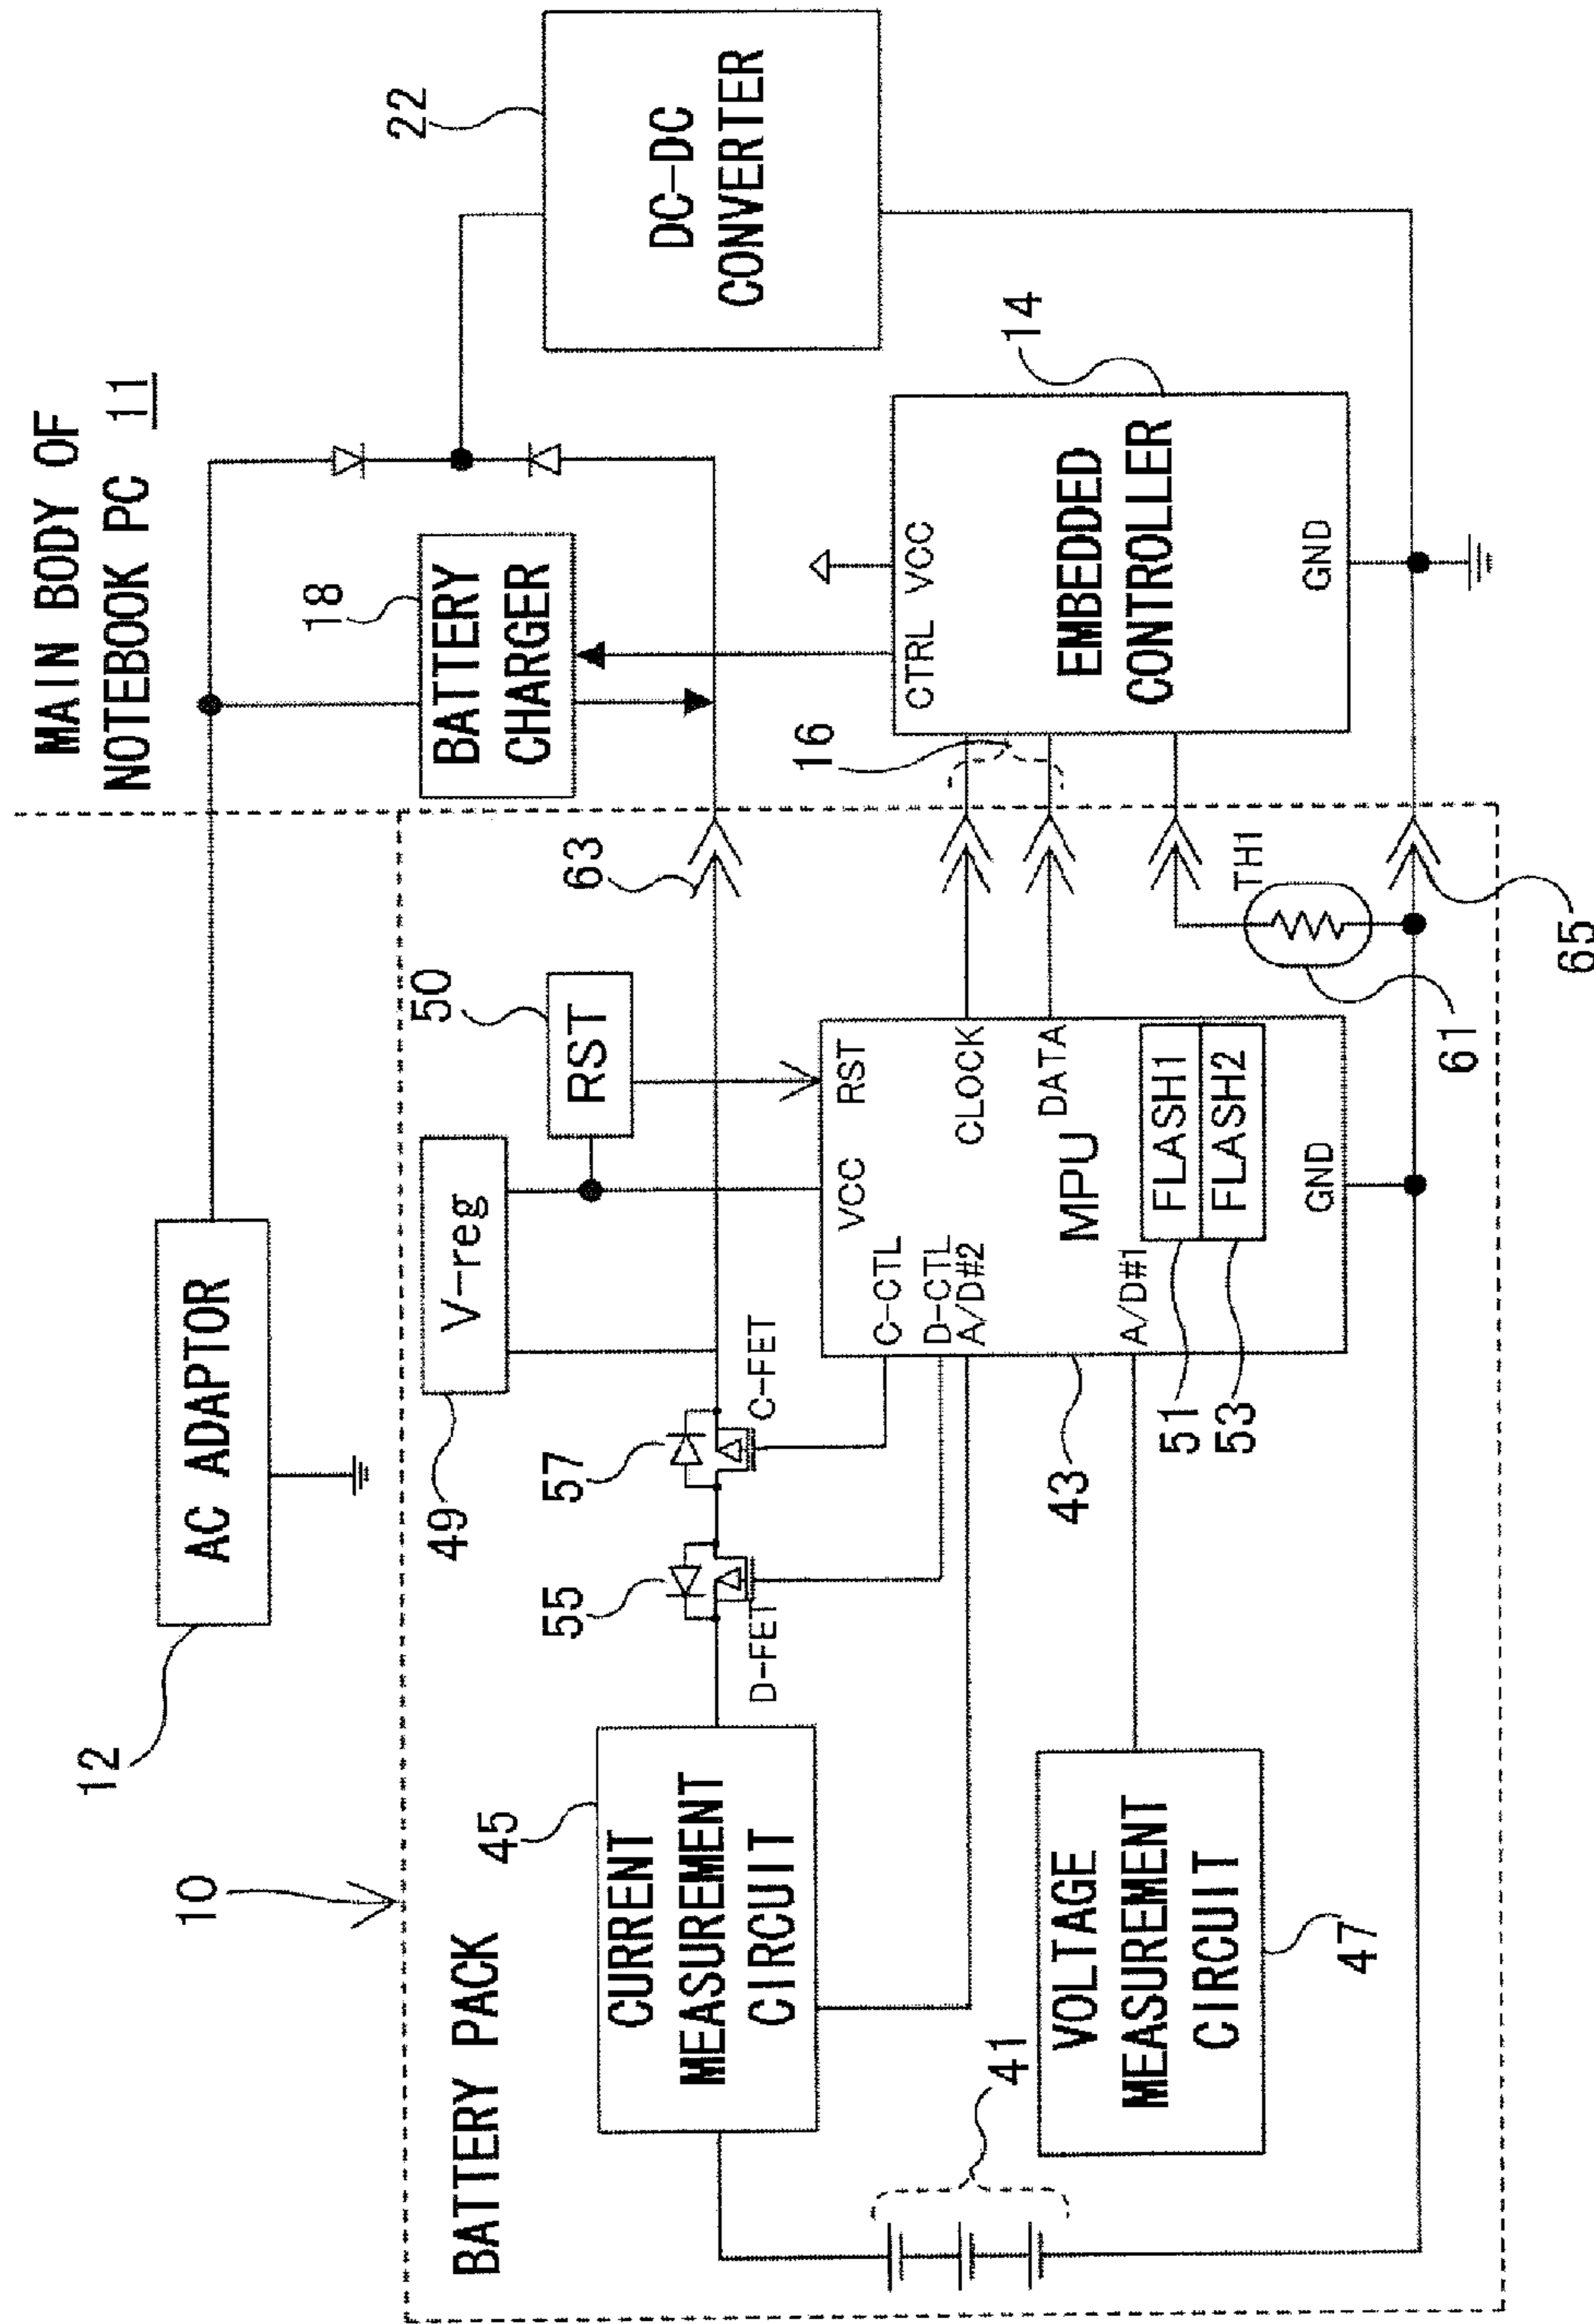 MAIN BODY OF
NOTEBOOK PC 11
12
AC ADAPTOR
18
BATTERY
CHARGER
22
DC-DC
CONVERTER
10
BATTERY PACK
49
V-reg
50
RST
63
45
CURRENT
MEASUREMENT
CIRCUIT
55
D-FET
57
C-FET
VCC
RST
C-CTL
D-CTL
A/D#2
CLOCK
DATA
MPU
A/D#1
FLASH1
FLASH2
GND
43
51
53
16
CTRL
VCC
EMBEDDED
CONTROLLER
GND
14
41
VOLTAGE
MEASUREMENT
CIRCUIT
47
TH1
61
65